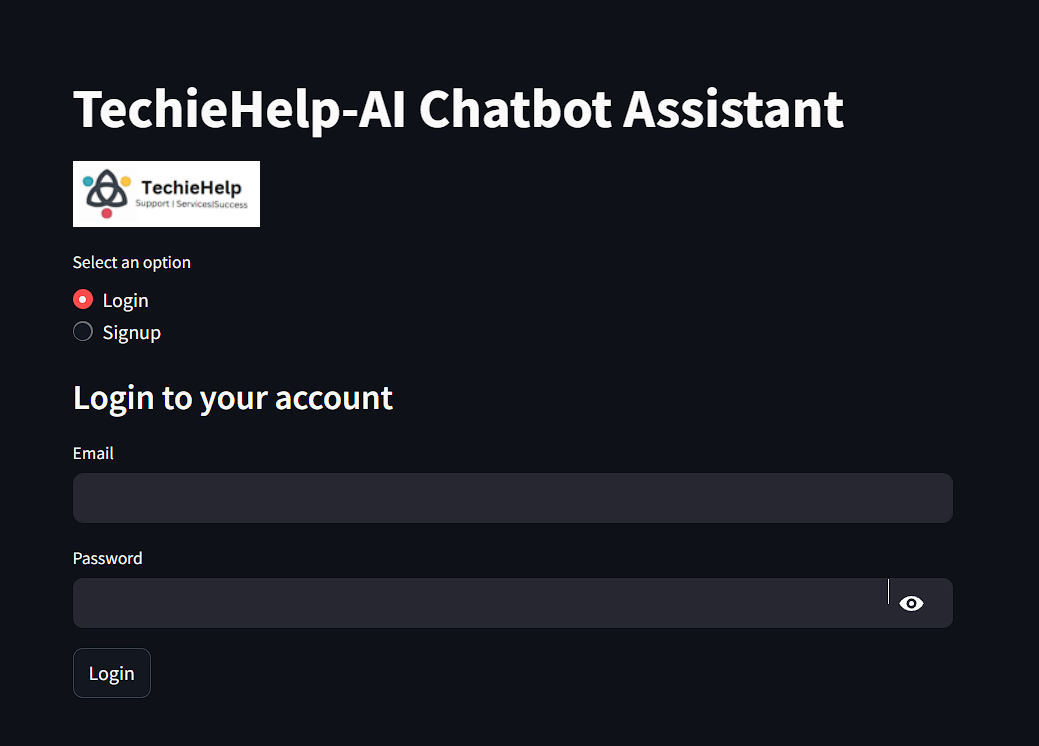 TechieHelp-AI Chatbot Assistant
TechieHelp
Support | Services|Success
Select an option
Login
Signup
Login to your account
Email
Password
Login